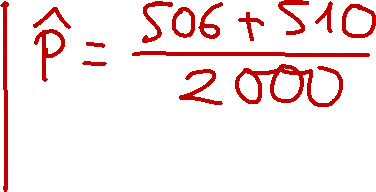 p̂ = (506 + 510) / 2000